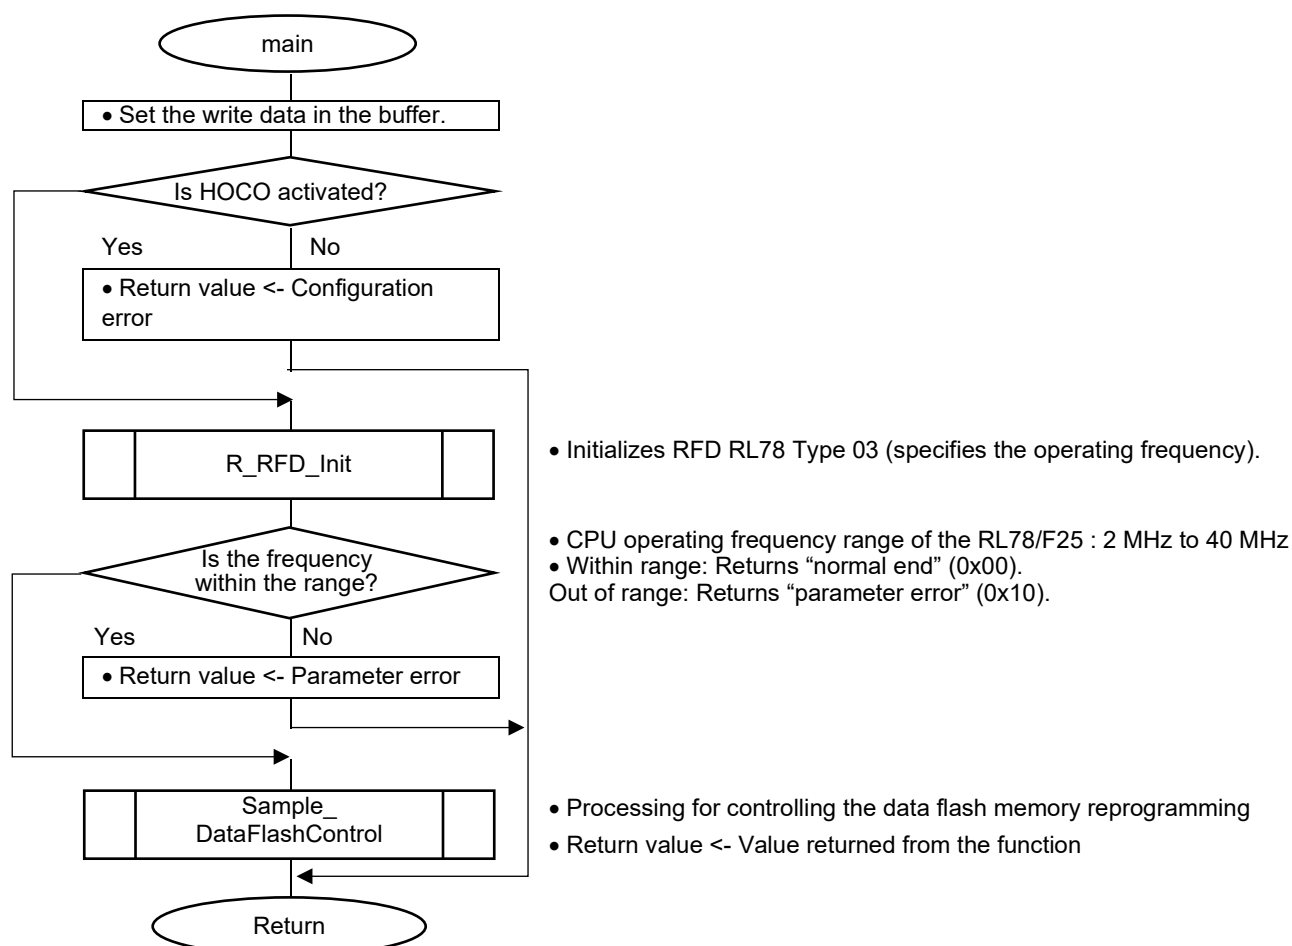 main
• Set the write data in the buffer.
Is HOCO activated?
Yes
No
• Return value <- Configuration
error
R_RFD_Init
• Initializes RFD RL78 Type 03 (specifies the operating frequency).
Is the frequency
within the range?
• CPU operating frequency range of the RL78/F25 : 2 MHz to 40 MHz
• Within range: Returns “normal end” (0x00).
Out of range: Returns “parameter error” (0x10).
Yes
No
• Return value <- Parameter error
Sample_
DataFlashControl
• Processing for controlling the data flash memory reprogramming
• Return value <- Value returned from the function
Return